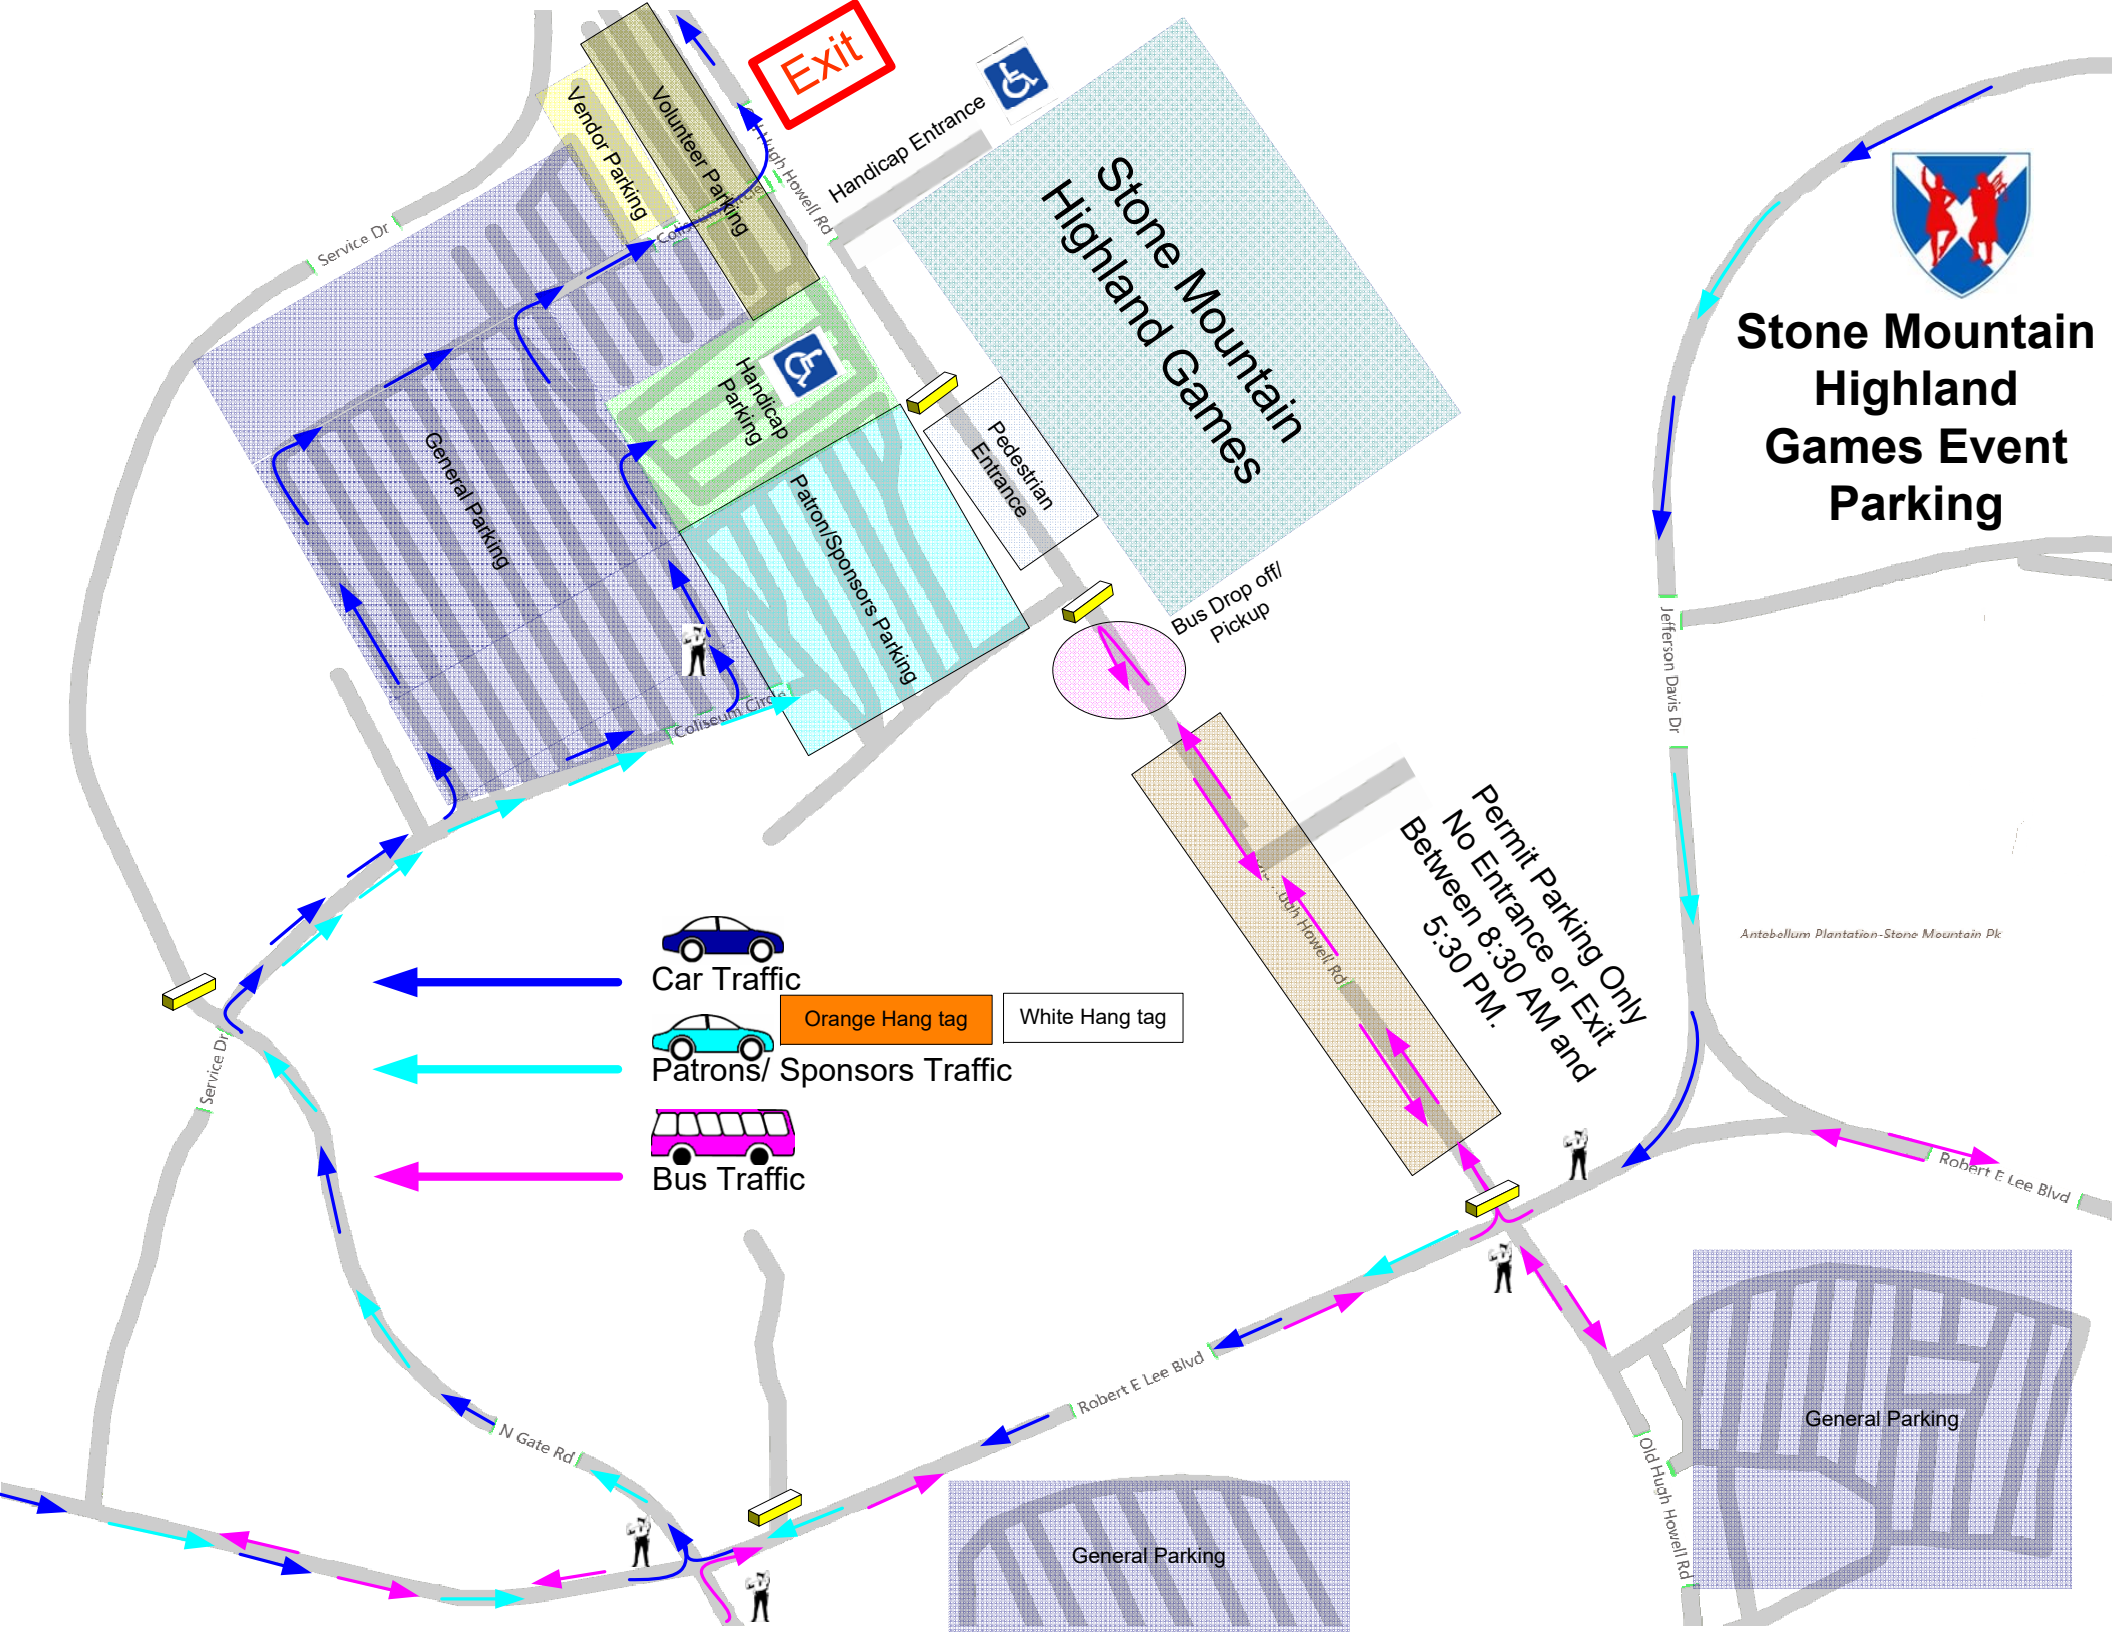 Exit
Handicap Entrance
Vendor Parking
Volunteer Parking
Hugh Howell Rd
Service Dr
Stone Mountain
Highland Games
Stone Mountain
Highland
Games Event
Parking
Handicap
Parking
General Parking
Pedestrian
Entrance
Patron/Sponsors Parking
Bus Drop off/
Pickup
Jefferson Davis Dr
Coliseum Circle
Permit Parking Only
No Entrance or Exit
Between 8:30 AM and
5:30 PM.
Hugh Howell Rd
Antebellum Plantation-Stone Mountain Pk
Car Traffic
Orange Hang tag
White Hang tag
Patrons/ Sponsors Traffic
Bus Traffic
Service Dr
Robert E Lee Blvd
Robert E Lee Blvd
N Gate Rd
General Parking
Old Hugh Howell Rd
General Parking